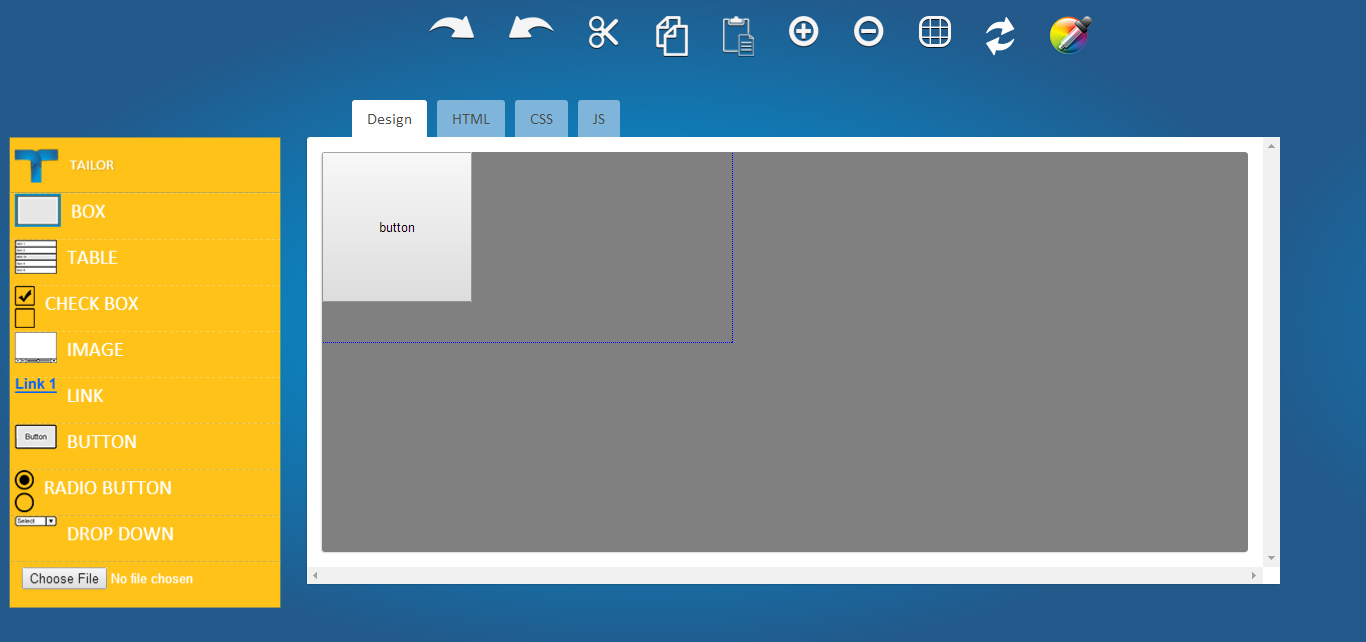 Design
HTML
CSS
JS
TAILOR
BOX
TABLE
CHECK BOX
IMAGE
Link 1
LINK
Button
BUTTON
RADIO BUTTON
Select
DROP DOWN
Choose File No file chosen
button